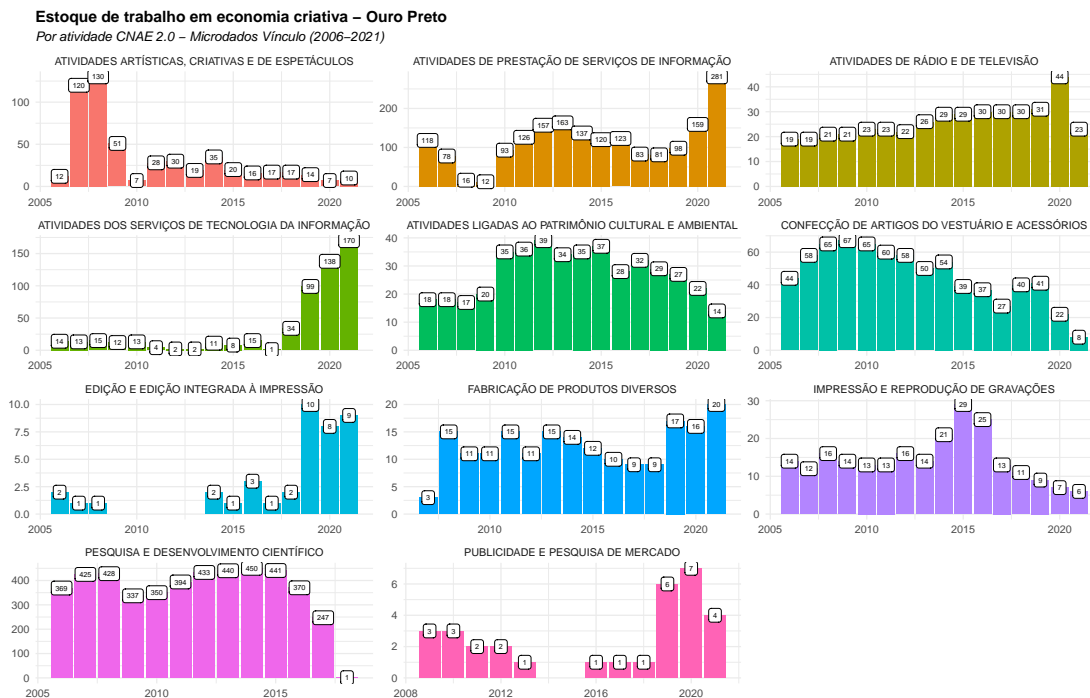 Estoque de trabalho em economia criativa – Ouro Preto
Por atividade CNAE 2.0 – Microdados Vínculo (2006–2021)
ATIVIDADES ARTÍSTICAS, CRIATIVAS E DE ESPETÁCULOS
100
50
0
12 120 130 51 7 28 30 19 35 20 16 17 17 14 7 10
2005 2010 2015 2020
ATIVIDADES DE PRESTAÇÃO DE SERVIÇOS DE INFORMAÇÃO
200
100
0
118 78 16 12 93 126 157 163 137 120 123 83 81 98 159 281
2005 2010 2015 2020
ATIVIDADES DE RÁDIO E DE TELEVISÃO
40
30
20
10
0
19 19 21 21 23 23 22 26 29 29 30 30 30 31 44 23
2005 2010 2015 2020
ATIVIDADES DOS SERVIÇOS DE TECNOLOGIA DA INFORMAÇÃO
150
100
50
0
14 13 15 12 13 4 2 2 11 8 15 1 34 99 138 170
2005 2010 2015 2020
ATIVIDADES LIGADAS AO PATRIMÔNIO CULTURAL E AMBIENTAL
40
30
20
10
0
18 18 17 20 35 36 39 34 35 37 28 32 29 27 22 14
2005 2010 2015 2020
CONFECÇÃO DE ARTIGOS DO VESTUÁRIO E ACESSÓRIOS
60
40
20
0
44 58 65 67 65 60 58 50 54 39 37 27 40 41 22 8
2005 2010 2015 2020
EDIÇÃO E EDIÇÃO INTEGRADA À IMPRESSÃO
10.0
7.5
5.0
2.5
0.0
2 1 1 2 1 3 1 2 10 8 9
2005 2010 2015 2020
FABRICAÇÃO DE PRODUTOS DIVERSOS
20
15
10
5
0
3 15 11 11 15 11 15 14 12 10 9 9 17 16 20
2010 2015 2020
IMPRESSÃO E REPRODUÇÃO DE GRAVAÇÕES
30
20
10
0
14 12 16 14 13 13 16 14 21 29 25 13 11 9 7 6
2005 2010 2015 2020
PESQUISA E DESENVOLVIMENTO CIENTÍFICO
400
300
200
100
0
369 425 428 337 350 394 433 440 450 441 370 247 1
2005 2010 2015
PUBLICIDADE E PESQUISA DE MERCADO
6
4
2
0
3 3 2 2 1 1 1 1 6 7 4
2008 2012 2016 2020